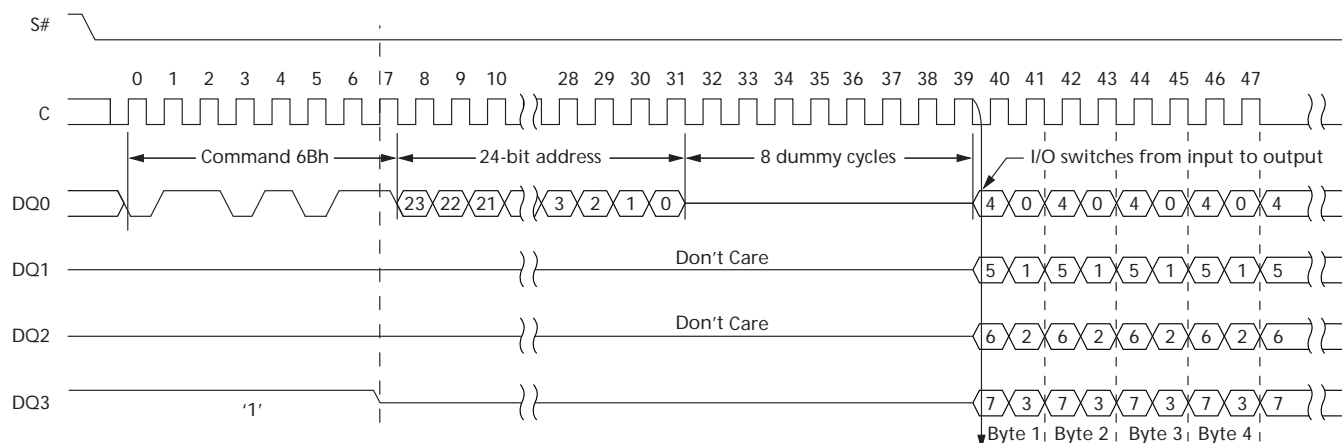 S#
0 1 2 3 4 5 6 7 8 9 10 28 29 30 31 32 33 34 35 36 37 38 39 40 41 42 43 44 45 46 47
C
Command 6Bh 24-bit address 8 dummy cycles I/O switches from input to output
DQ0 23 22 21 3 2 1 0 4 0 4 0 4 0 4 0 4
Don't Care
DQ1 5 1 5 1 5 1 5 1 5
Don't Care
DQ2 6 2 6 2 6 2 6 2 6
DQ3 '1' 7 3 7 3 7 3 7 3 7
Byte 1 Byte 2 Byte 3 Byte 4